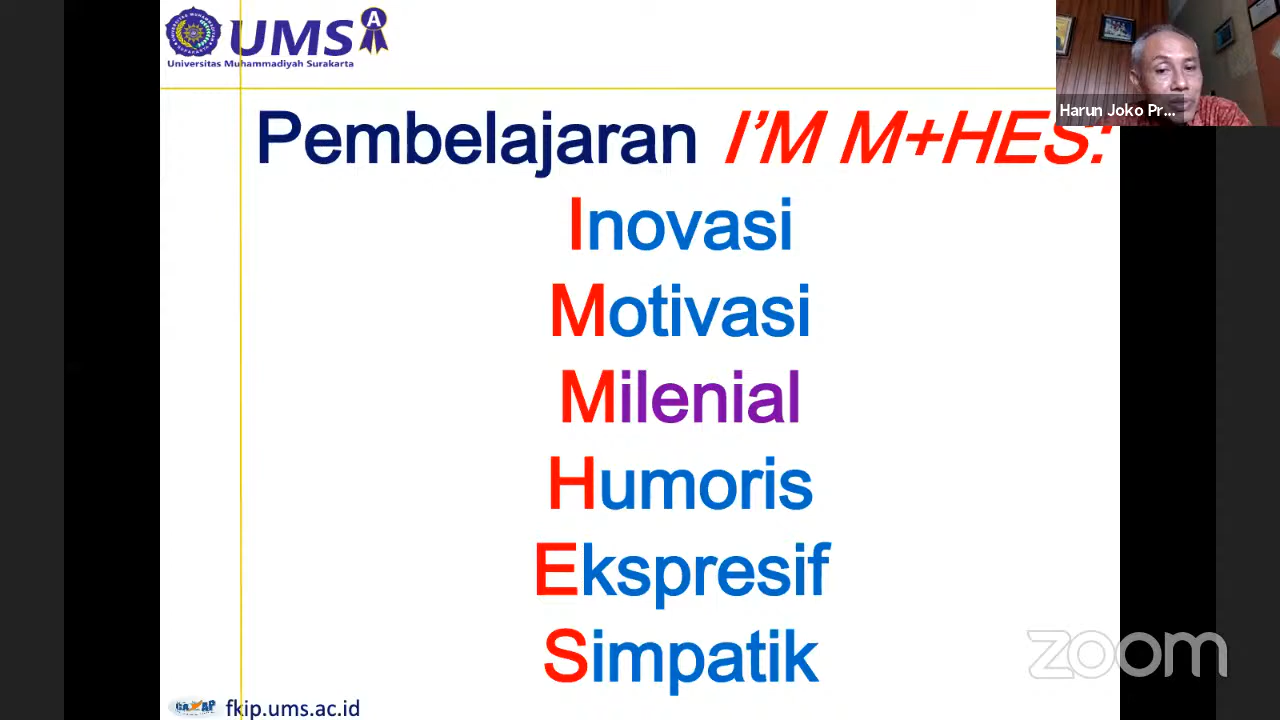 UMS A
Universitas Muhammadiyah Surakarta
Harun Joko Pr...
Pembelajaran I'M M+HES:
Inovasi
Motivasi
Milenial
Humoris
Ekspresif
Simpatik
zoom
fkip.ums.ac.id